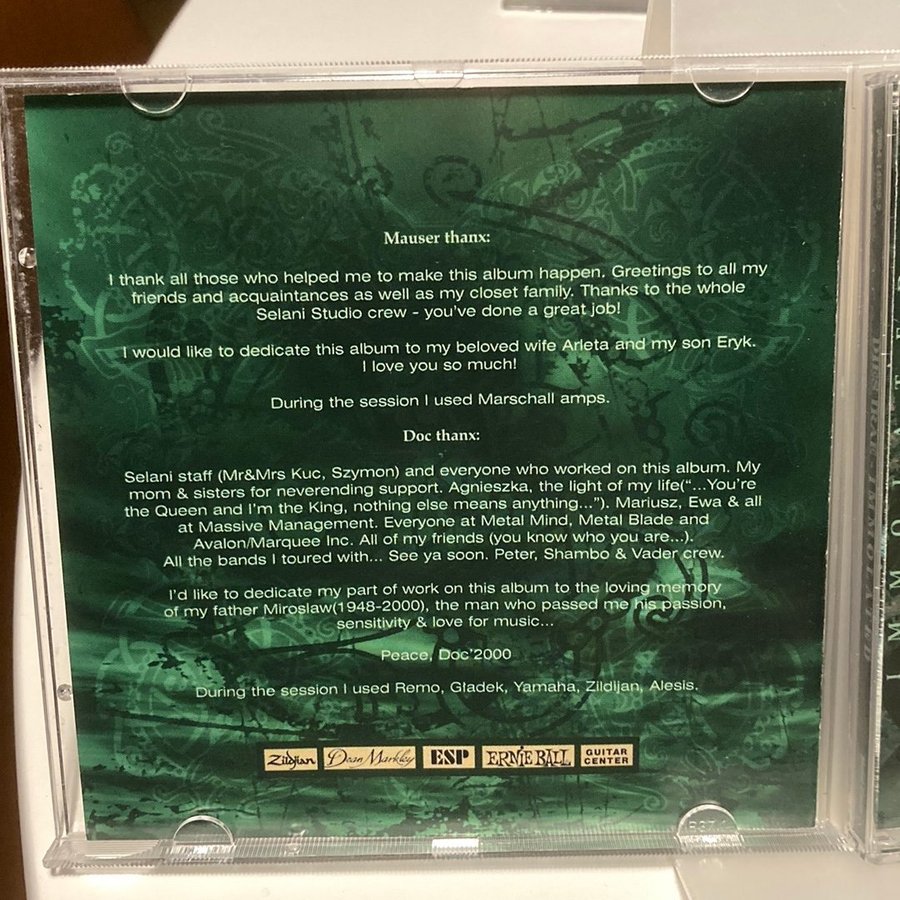 Mauser thanx:
I thank all those who helped me to make this album happen. Greetings to all my
friends and acquaintances as well as my closet family. Thanks to the whole
Selani Studio crew - you've done a great job!
I would like to dedicate this album to my beloved wife Arleta and my son Eryk.
I love you so much!
During the session I used Marschall amps.
Doc thanx:
Selani staff (Mr&Mrs Kuc, Szymon) and everyone who worked on this album. My
mom & sisters for neverending support. Agnieszka, the light of my life("...You're
the Queen and I'm the King, nothing else means anything..."). Mariusz, Ewa & all
at Massive Management. Everyone at Metal Mind, Metal Blade and
Avalon/Marquee Inc. All of my friends (you know who you are...).
All the bands I toured with... See ya soon. Peter, Shambo & Vader crew.
I'd like to dedicate my part of work on this album to the loving memory
of my father Miroslaw(1948-2000), the man who passed me his passion,
sensitivity & love for music...
Peace, Doc'2000
During the session I used Remo, Gładek, Yamaha, Zildijan, Alesis.
Zildjian Dean Markley ESP ERNIE BALL GUITAR CENTER